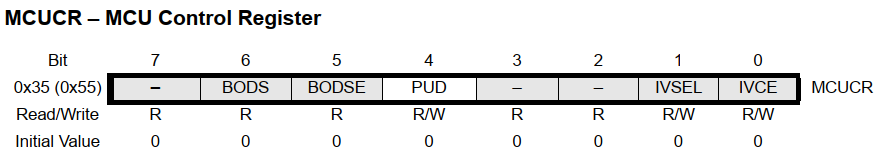 MCUCR – MCU Control Register
Bit 7 6 5 4 3 2 1 0
0x35 (0x55) – BODS BODSE PUD – – IVSEL IVCE MCUCR
Read/Write R R R R/W R R R/W R/W
Initial Value 0 0 0 0 0 0 0 0